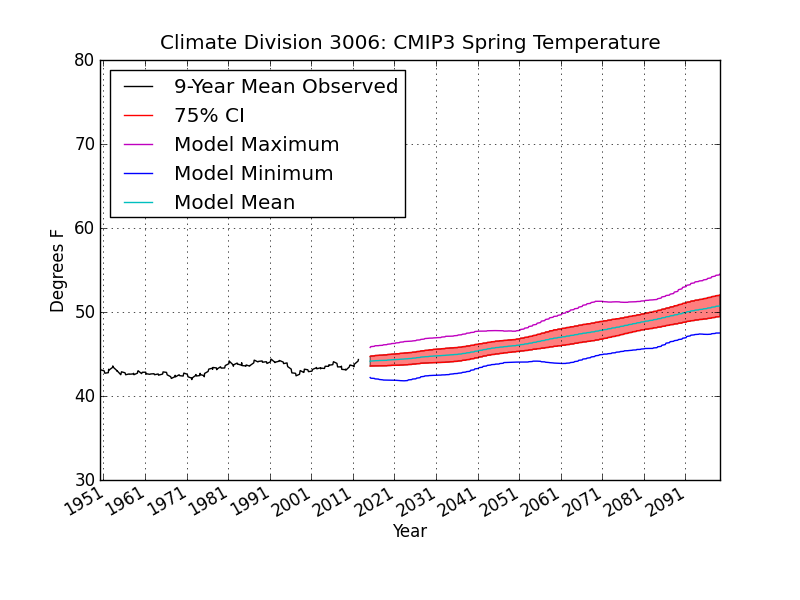 Climate Division 3006: CMIP3 Spring Temperature
80
70
60
50
40
30
Degrees F
9-Year Mean Observed
75% CI
Model Maximum
Model Minimum
Model Mean
1951 1961 1971 1981 1991 2001 2011 2021 2031 2041 2051 2061 2071 2081 2091
Year